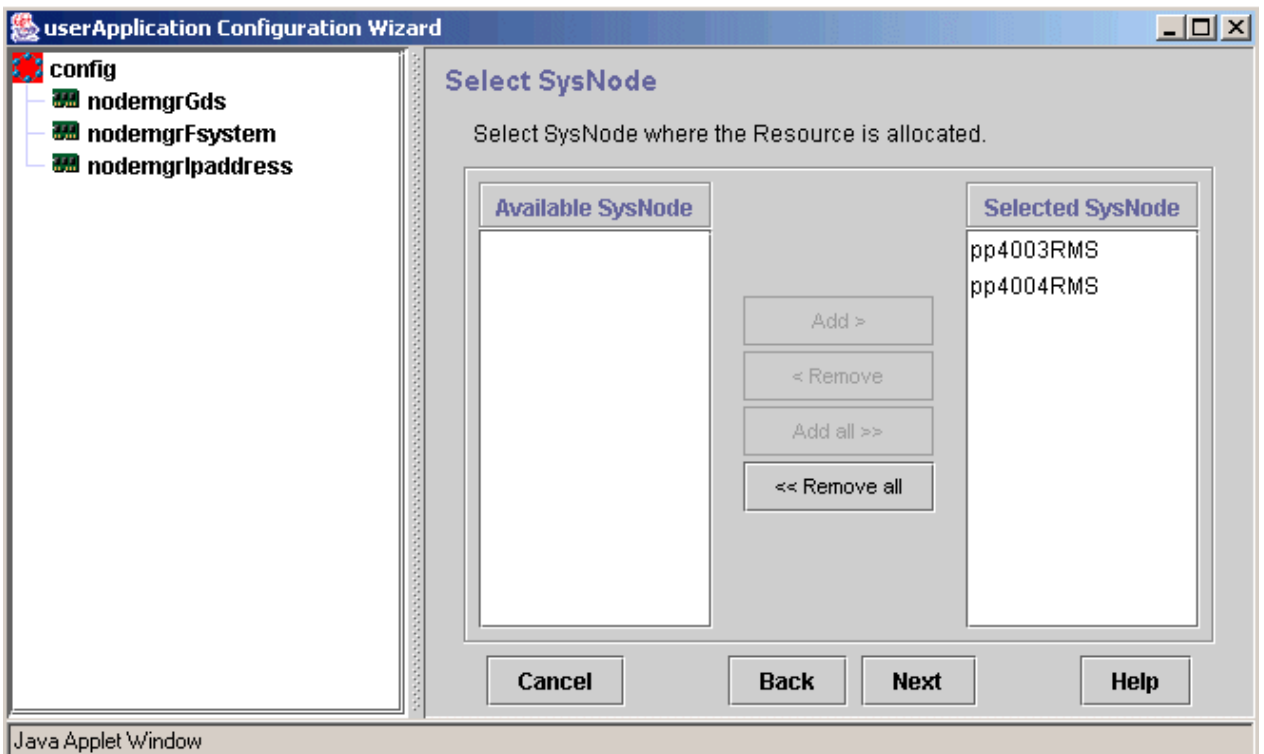 userApplication Configuration Wizard
config
nodemgrGds
nodemgrFsystem
nodemgrIpaddress
Select SysNode
Select SysNode where the Resource is allocated.
Available SysNode
Selected SysNode
pp4003RMS
pp4004RMS
Add >
< Remove
Add all >>
<< Remove all
Cancel
Back
Next
Help
Java Applet Window